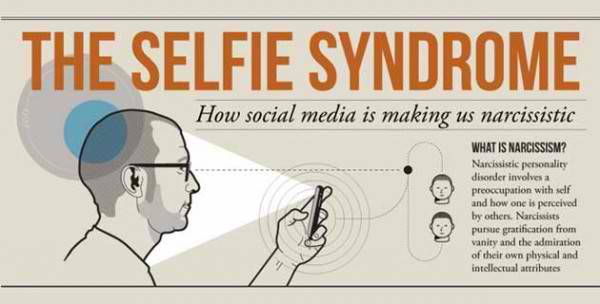 THE SELFIE SYNDROME
How social media is making us narcissistic
WHAT IS NARCISSISM?
Narcissistic personality
disorder involves a
preoccupation with self
and how one is perceived
by others. Narcissists
pursue gratification from
vanity and the admiration
of their own physical and
intellectual attributes